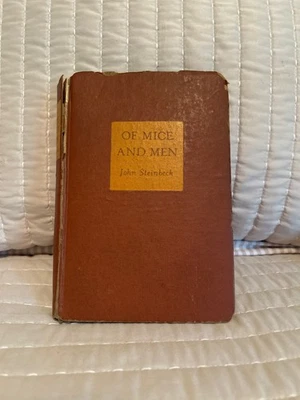 OF MICE
AND MEN
John Steinbeck